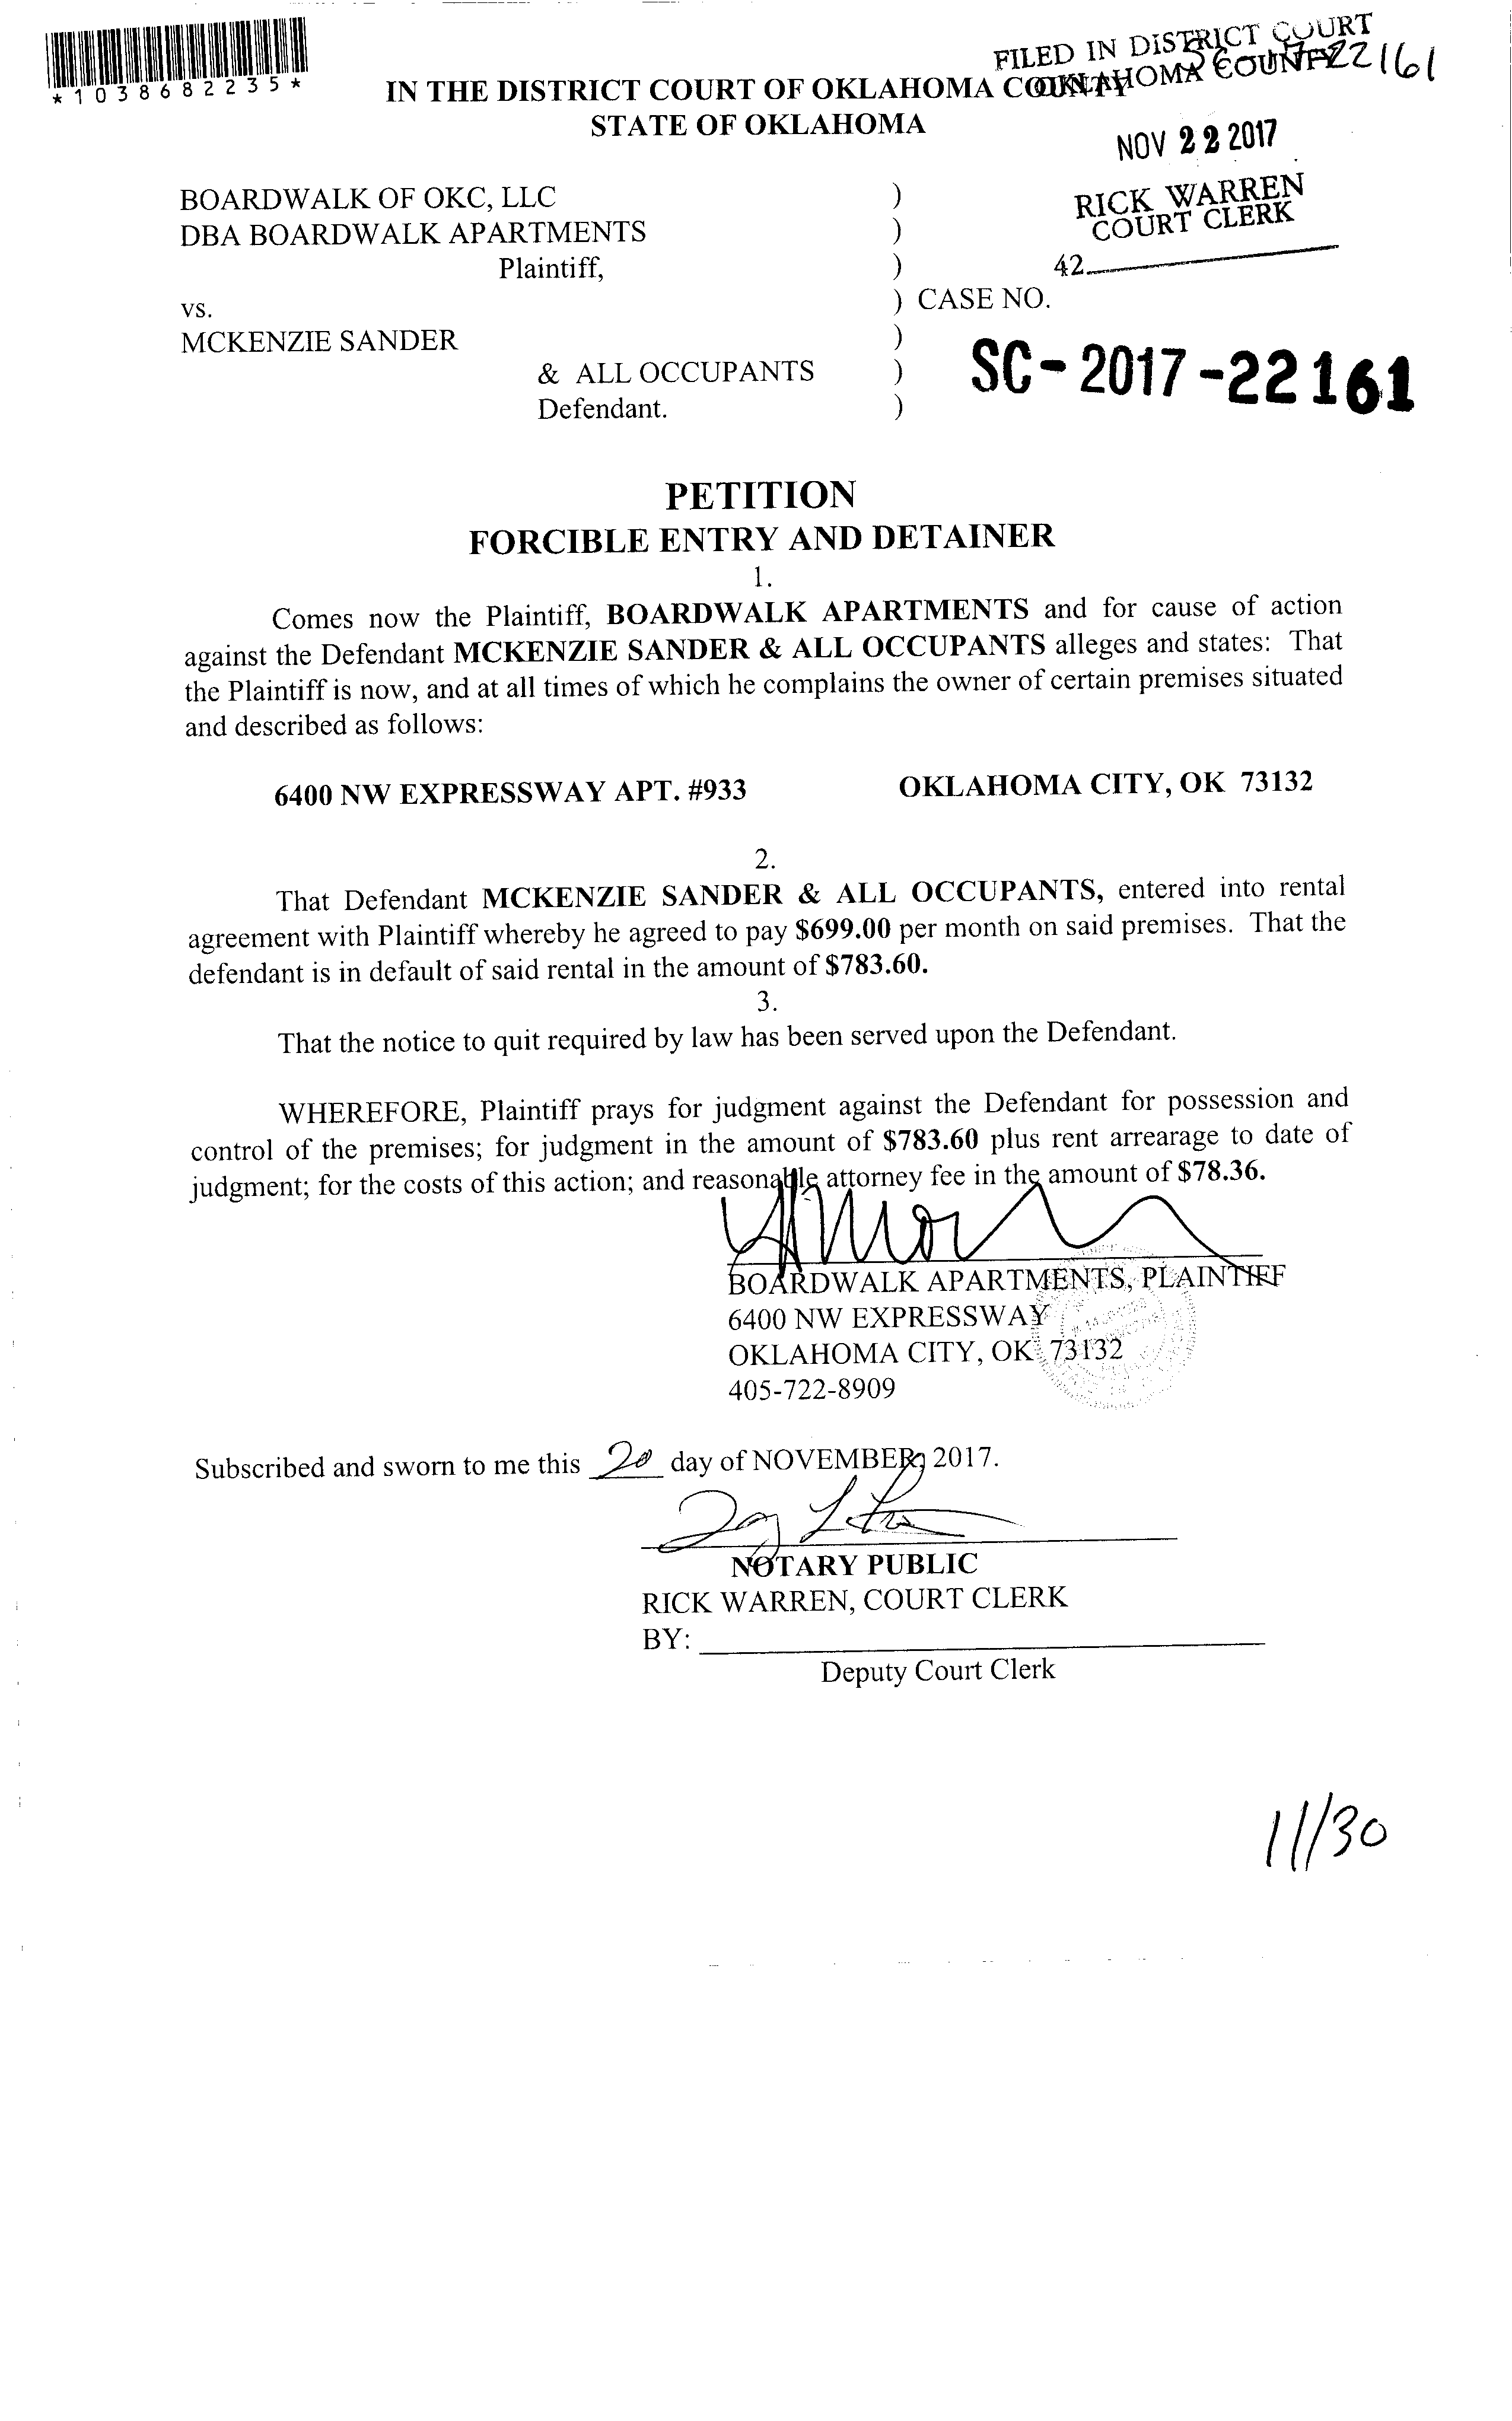 *1038682235*
FILED IN DISTRICT COURT
OKLAHOMA COUNTY
22161
IN THE DISTRICT COURT OF OKLAHOMA COUNTY
STATE OF OKLAHOMA
NOV 22 2017
BOARDWALK OF OKC, LLC )
RICK WARREN
COURT CLERK
DBA BOARDWALK APARTMENTS )
Plaintiff, )
42
vs. ) CASE NO.
MCKENZIE SANDER )
& ALL OCCUPANTS ) SC-2017-22161
Defendant. )
PETITION
FORCIBLE ENTRY AND DETAINER
1.
Comes now the Plaintiff, BOARDWALK APARTMENTS and for cause of action
against the Defendant MCKENZIE SANDER & ALL OCCUPANTS alleges and states: That
the Plaintiff is now, and at all times of which he complains the owner of certain premises situated
and described as follows:
6400 NW EXPRESSWAY APT. #933 OKLAHOMA CITY, OK 73132
2.
That Defendant MCKENZIE SANDER & ALL OCCUPANTS, entered into rental
agreement with Plaintiff whereby he agreed to pay $699.00 per month on said premises. That the
defendant is in default of said rental in the amount of $783.60.
3.
That the notice to quit required by law has been served upon the Defendant.
WHEREFORE, Plaintiff prays for judgment against the Defendant for possession and
control of the premises; for judgment in the amount of $783.60 plus rent arrearage to date of
judgment; for the costs of this action; and reasonable attorney fee in the amount of $78.36.
BOARDWALK APARTMENTS, PLAINTIFF
6400 NW EXPRESSWAY
OKLAHOMA CITY, OK 73132
405-722-8909
Subscribed and sworn to me this 20 day of NOVEMBER, 2017.
NOTARY PUBLIC
RICK WARREN, COURT CLERK
BY:
Deputy Court Clerk
11/30